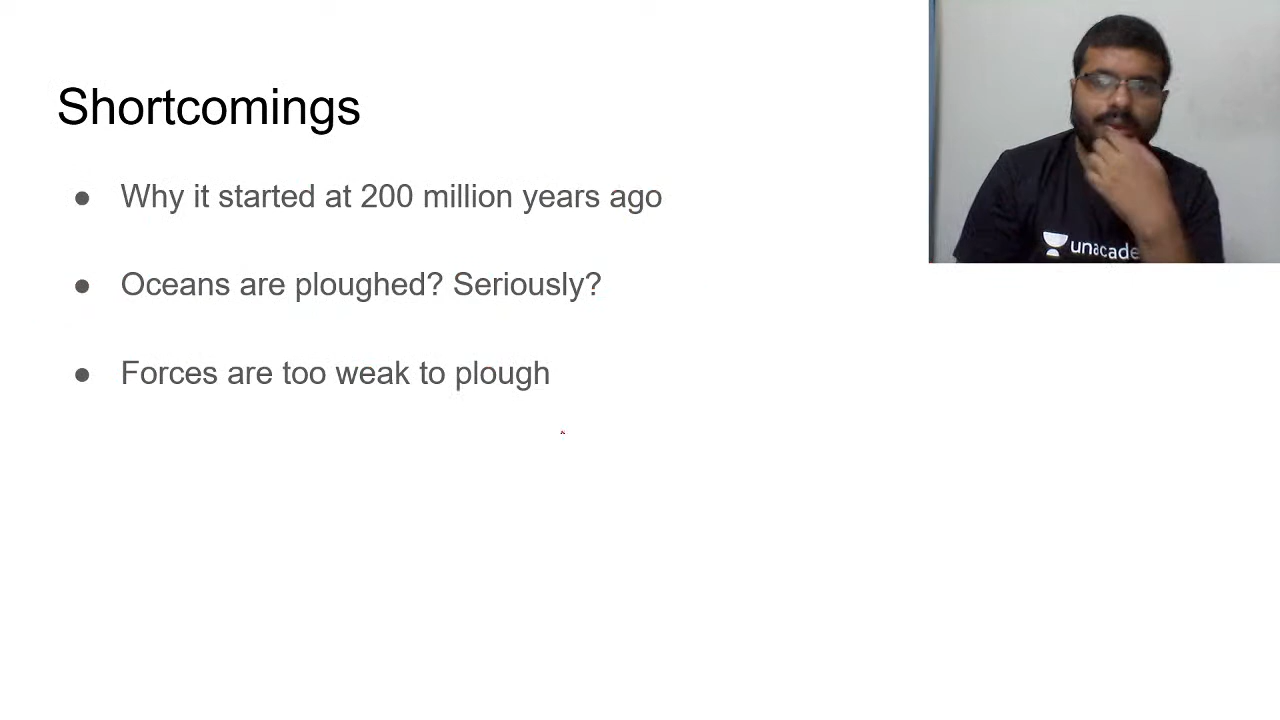 Shortcomings
● Why it started at 200 million years ago
● Oceans are ploughed? Seriously?
● Forces are too weak to plough
unacade